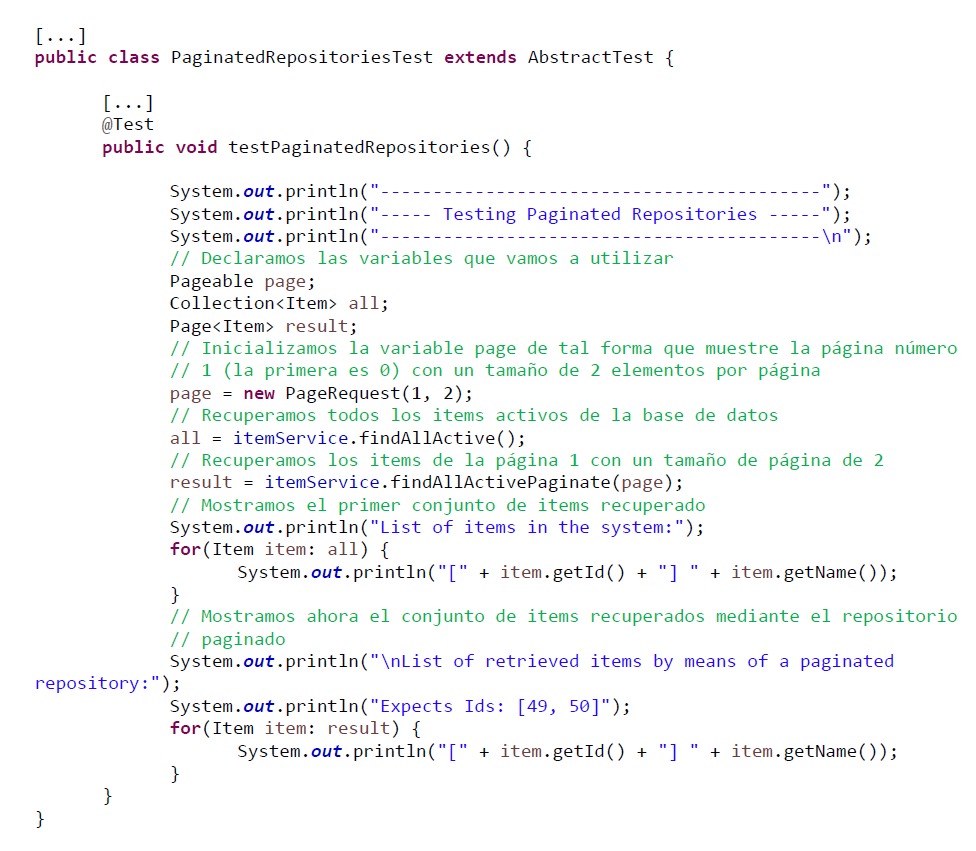 [...]
public class PaginatedRepositoriesTest extends AbstractTest {
[...]
@Test
public void testPaginatedRepositories() {
System.out.println("------------------------------------------");
System.out.println("----- Testing Paginated Repositories -----");
System.out.println("------------------------------------------\n");
// Declaramos las variables que vamos a utilizar
Pageable page;
Collection<Item> all;
Page<Item> result;
// Inicializamos la variable page de tal forma que muestre la página número
// 1 (la primera es 0) con un tamaño de 2 elementos por página
page = new PageRequest(1, 2);
// Recuperamos todos los items activos de la base de datos
all = itemService.findAllActive();
// Recuperamos los items de la página 1 con un tamaño de página de 2
result = itemService.findAllActivePaginate(page);
// Mostramos el primer conjunto de items recuperado
System.out.println("List of items in the system:");
for(Item item: all) {
System.out.println("[" + item.getId() + "] " + item.getName());
}
// Mostramos ahora el conjunto de items recuperados mediante el repositorio
// paginado
System.out.println("\nList of retrieved items by means of a paginated
repository:");
System.out.println("Expects Ids: [49, 50]");
for(Item item: result) {
System.out.println("[" + item.getId() + "] " + item.getName());
}
}
}